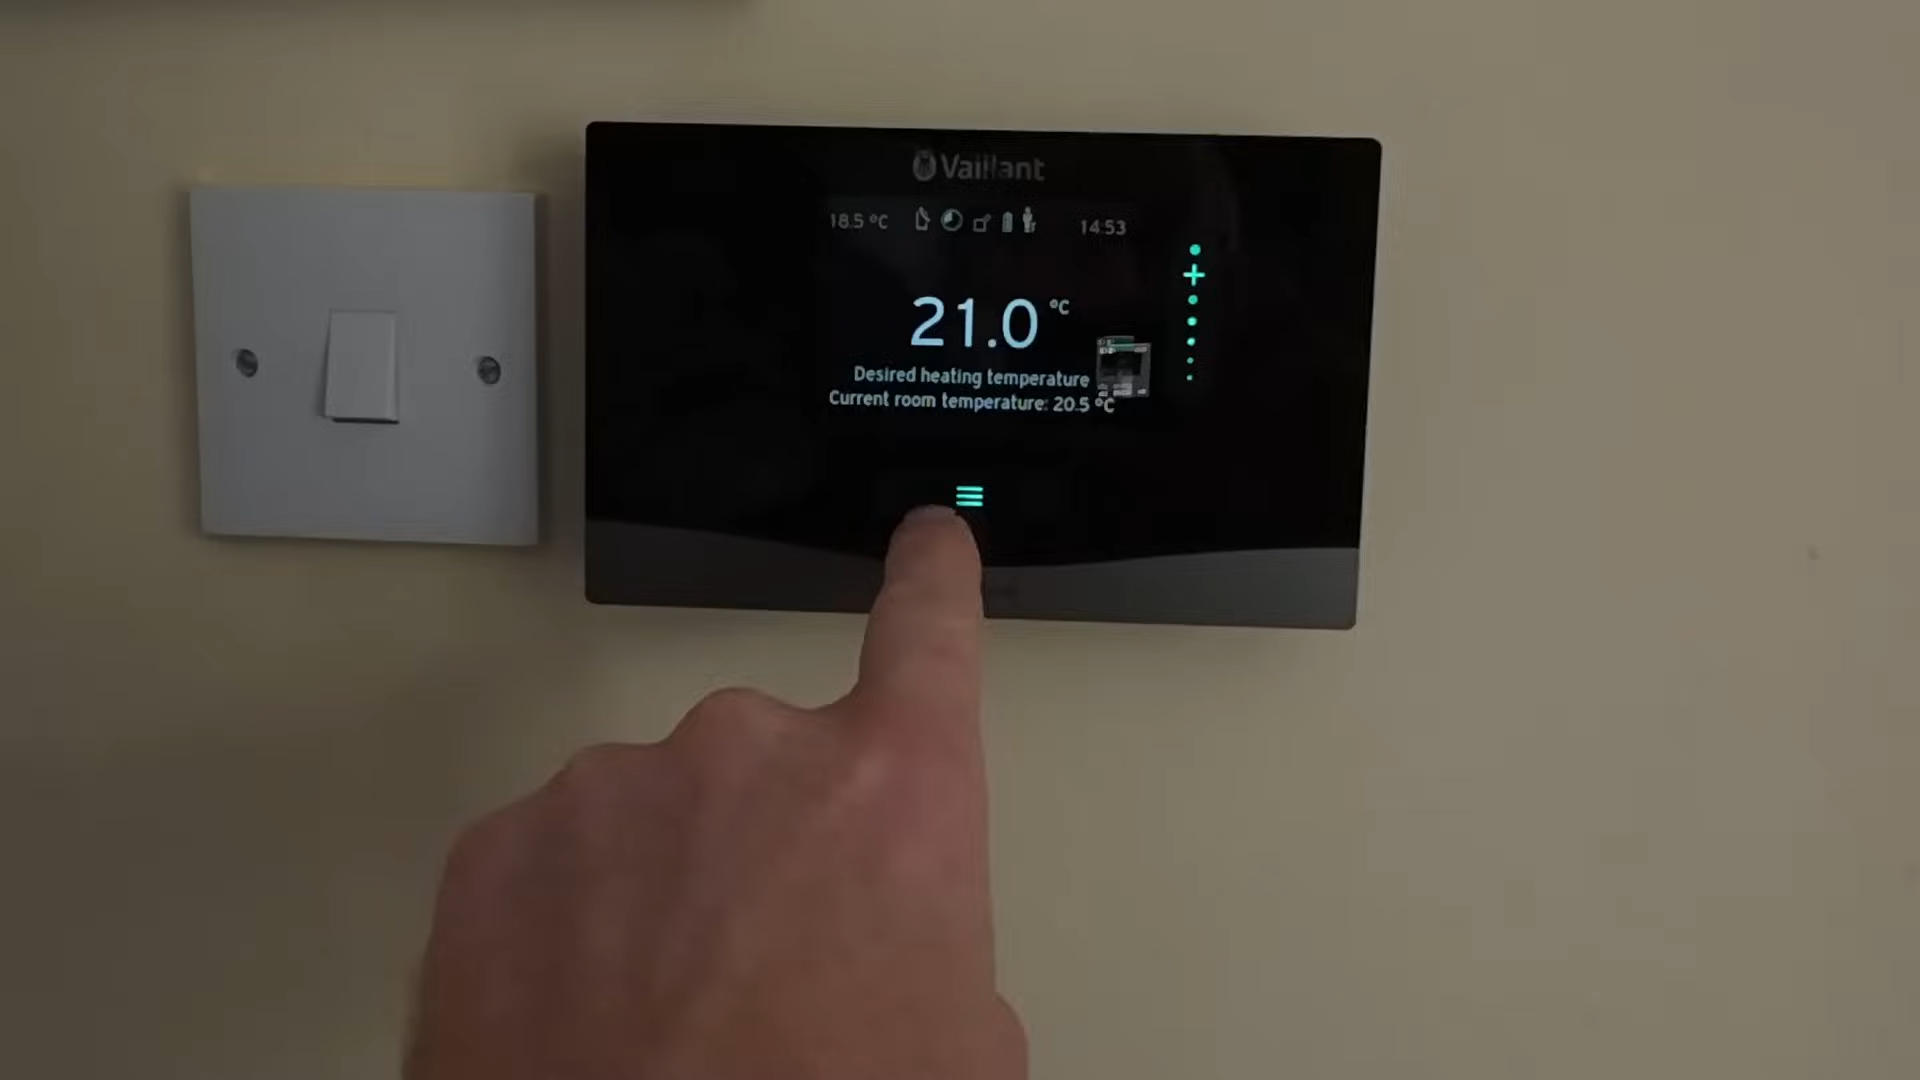 Vaillant
18.5 °C 14:53
21.0 °C
Desired heating temperature
Current room temperature: 20.5 °C